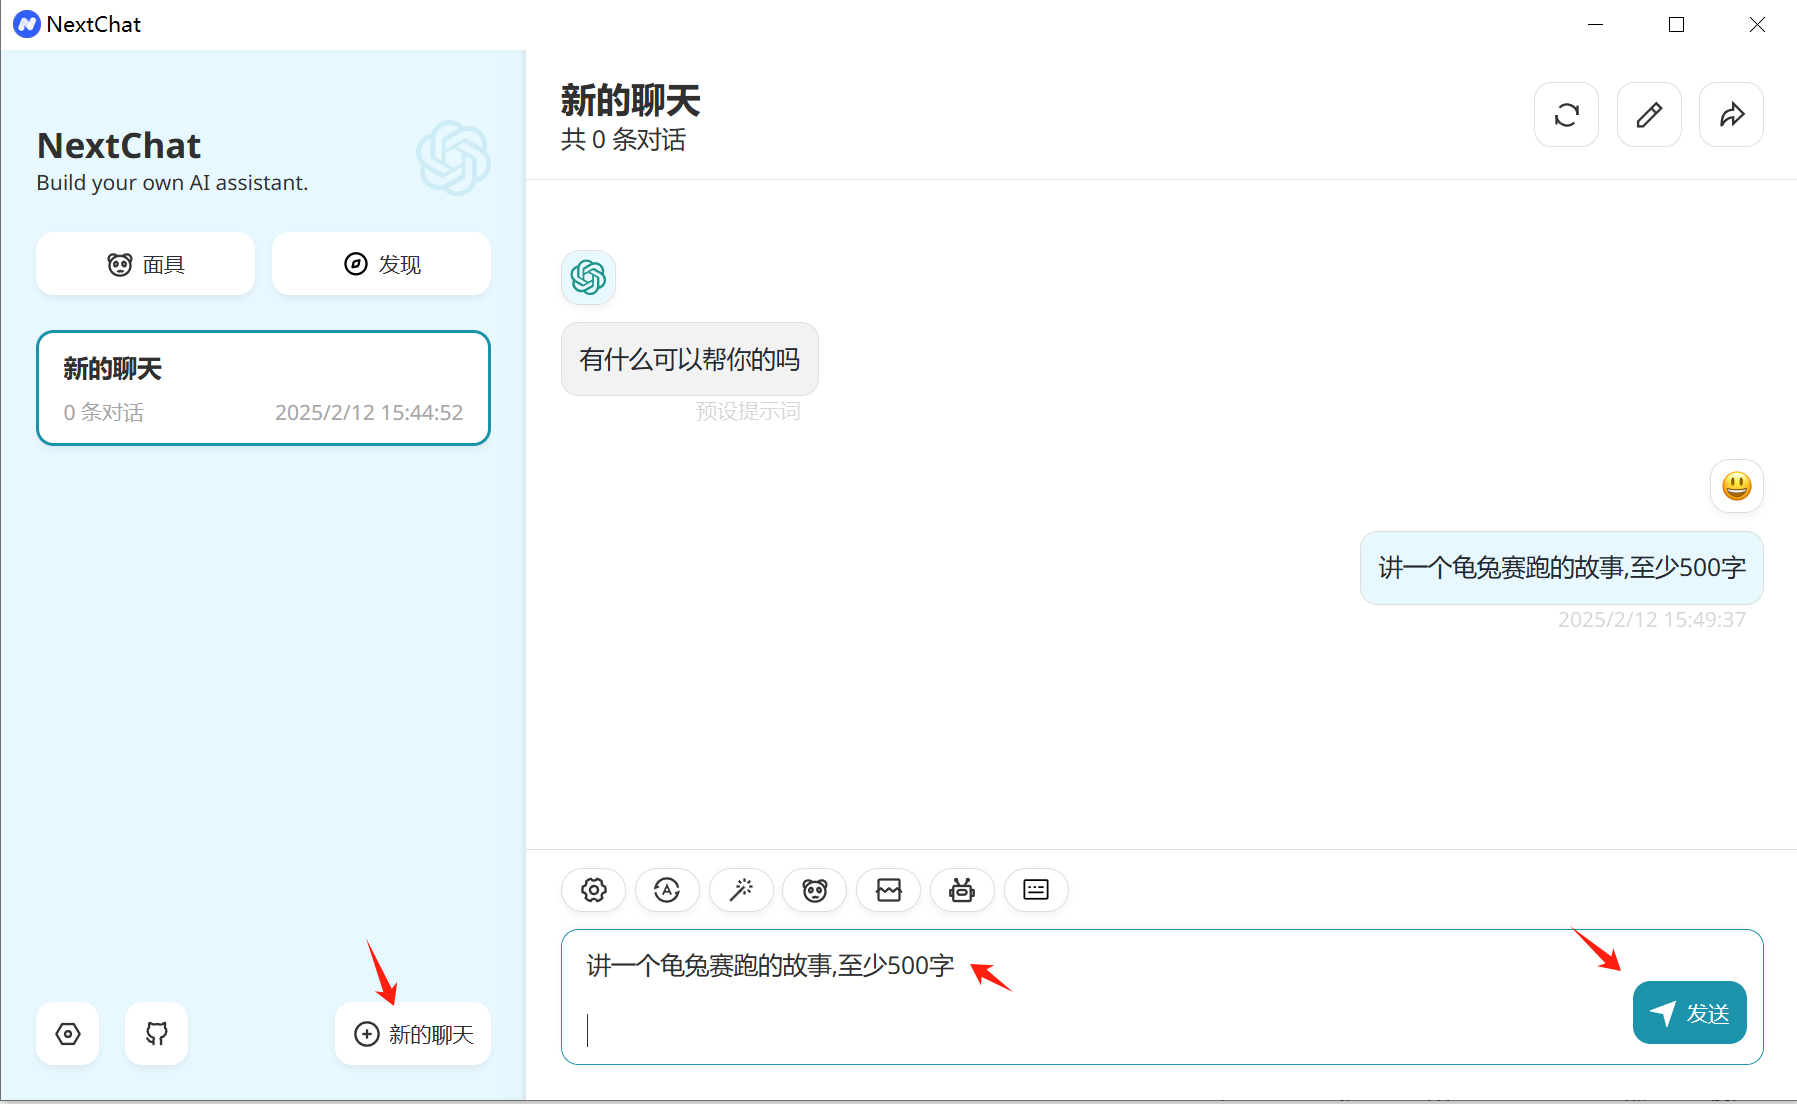 NextChat
NextChat
Build your own AI assistant.
面具
发现
新的聊天
0 条对话
2025/2/12 15:44:52
新的聊天
新的聊天
共 0 条对话
有什么可以帮你的吗
预设提示词
讲一个龟兔赛跑的故事,至少500字
2025/2/12 15:49:37
讲一个龟兔赛跑的故事,至少500字
发送